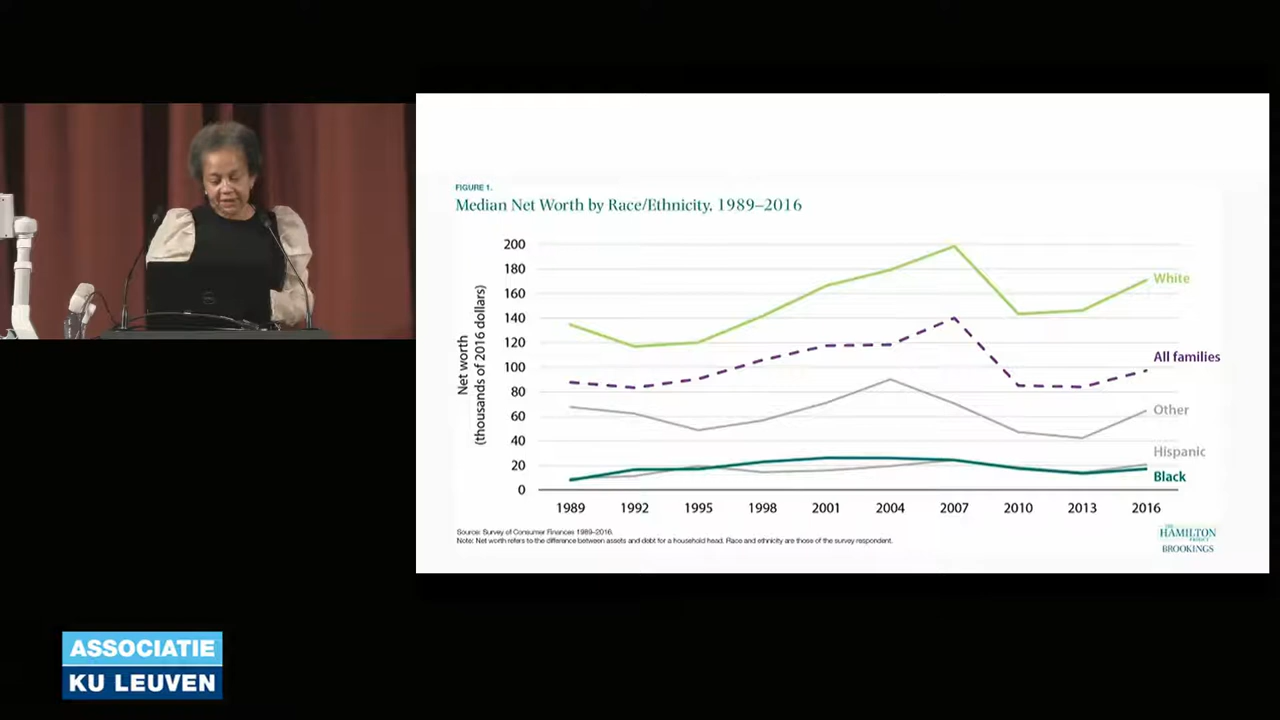 FIGURE 1.
Median Net Worth by Race/Ethnicity, 1989–2016
Net worth
(thousands of 2016 dollars)
200
180
160
140
120
100
80
60
40
20
0
White
All families
Other
Hispanic
Black
1989 1992 1995 1998 2001 2004 2007 2010 2013 2016
Source: Survey of Consumer Finances 1989–2016.
Note: Net worth refers to the difference between assets and debt for a household head. Race and ethnicity are those of the survey respondent.
THE
HAMILTON
PROJECT
BROOKINGS
ASSOCIATIE
KU LEUVEN